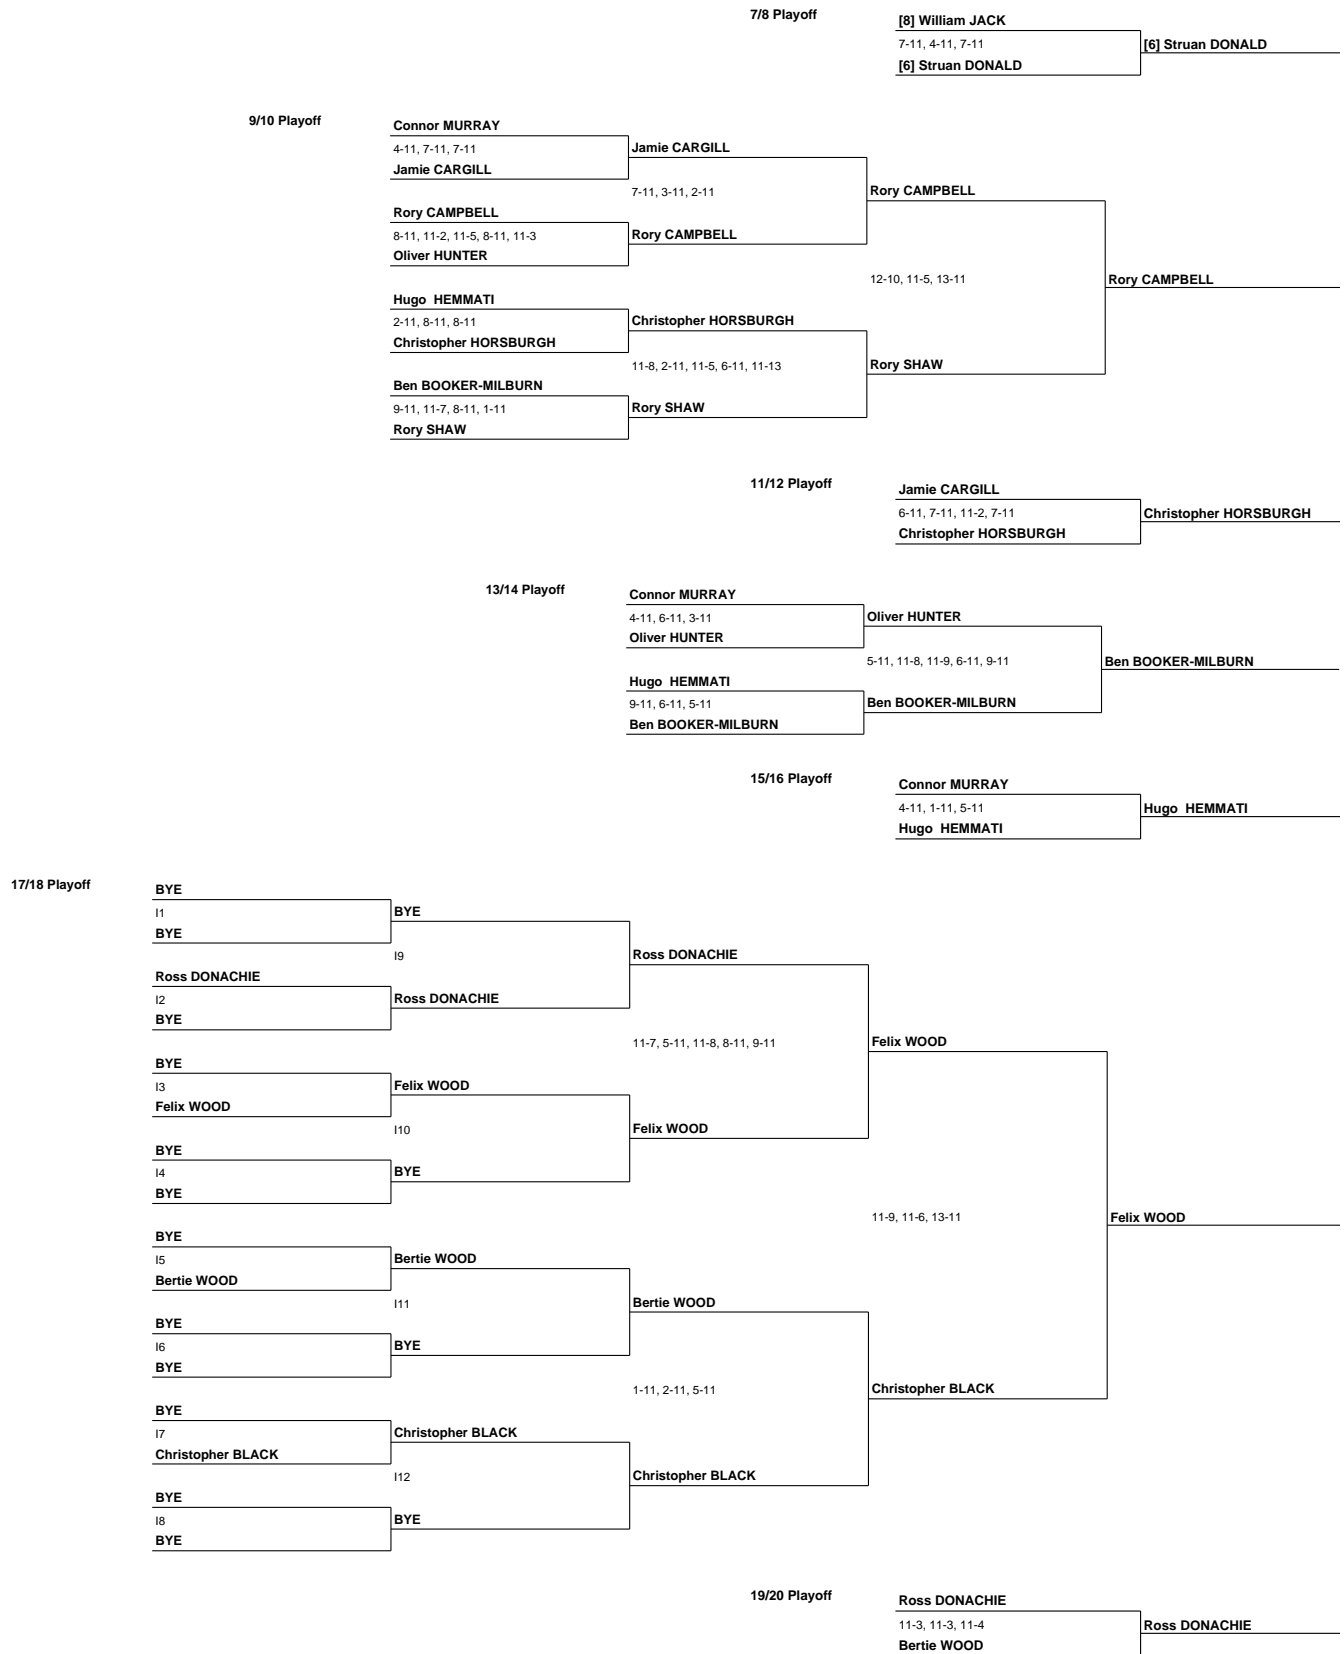 7/8 Playoff
[8] William JACK
7-11, 4-11, 7-11
[6] Struan DONALD
[6] Struan DONALD
9/10 Playoff
Connor MURRAY
4-11, 7-11, 7-11
Jamie CARGILL
Jamie CARGILL
7-11, 3-11, 2-11
Rory CAMPBELL
Rory CAMPBELL
8-11, 11-2, 11-5, 8-11, 11-3
Rory CAMPBELL
Oliver HUNTER
12-10, 11-5, 13-11
Rory CAMPBELL
Hugo  HEMMATI
2-11, 8-11, 8-11
Christopher HORSBURGH
Christopher HORSBURGH
11-8, 2-11, 11-5, 6-11, 11-13
Rory SHAW
Ben BOOKER-MILBURN
9-11, 11-7, 8-11, 1-11
Rory SHAW
Rory SHAW
11/12 Playoff
Jamie CARGILL
6-11, 7-11, 11-2, 7-11
Christopher HORSBURGH
Christopher HORSBURGH
13/14 Playoff
Connor MURRAY
4-11, 6-11, 3-11
Oliver HUNTER
Oliver HUNTER
5-11, 11-8, 11-9, 6-11, 9-11
Ben BOOKER-MILBURN
Hugo  HEMMATI
9-11, 6-11, 5-11
Ben BOOKER-MILBURN
Ben BOOKER-MILBURN
15/16 Playoff
Connor MURRAY
4-11, 1-11, 5-11
Hugo  HEMMATI
Hugo  HEMMATI
17/18 Playoff
BYE
I1
BYE
BYE
I9
Ross DONACHIE
Ross DONACHIE
I2
Ross DONACHIE
BYE
11-7, 5-11, 11-8, 8-11, 9-11
Felix WOOD
BYE
I3
Felix WOOD
Felix WOOD
I10
Felix WOOD
BYE
I4
BYE
BYE
11-9, 11-6, 13-11
Felix WOOD
BYE
I5
Bertie WOOD
Bertie WOOD
I11
Bertie WOOD
BYE
I6
BYE
BYE
1-11, 2-11, 5-11
Christopher BLACK
BYE
I7
Christopher BLACK
Christopher BLACK
I12
Christopher BLACK
BYE
I8
BYE
BYE
19/20 Playoff
Ross DONACHIE
11-3, 11-3, 11-4
Ross DONACHIE
Bertie WOOD